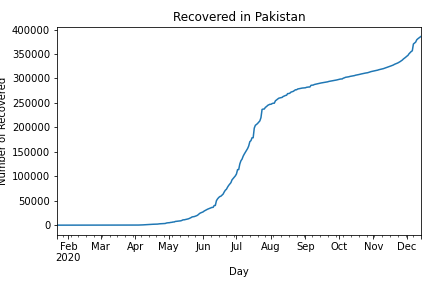 Recovered in Pakistan
400000
350000
300000
250000
200000
150000
100000
50000
0
Number of Recovered
Feb Mar Apr May Jun Jul Aug Sep Oct Nov Dec
2020
Day